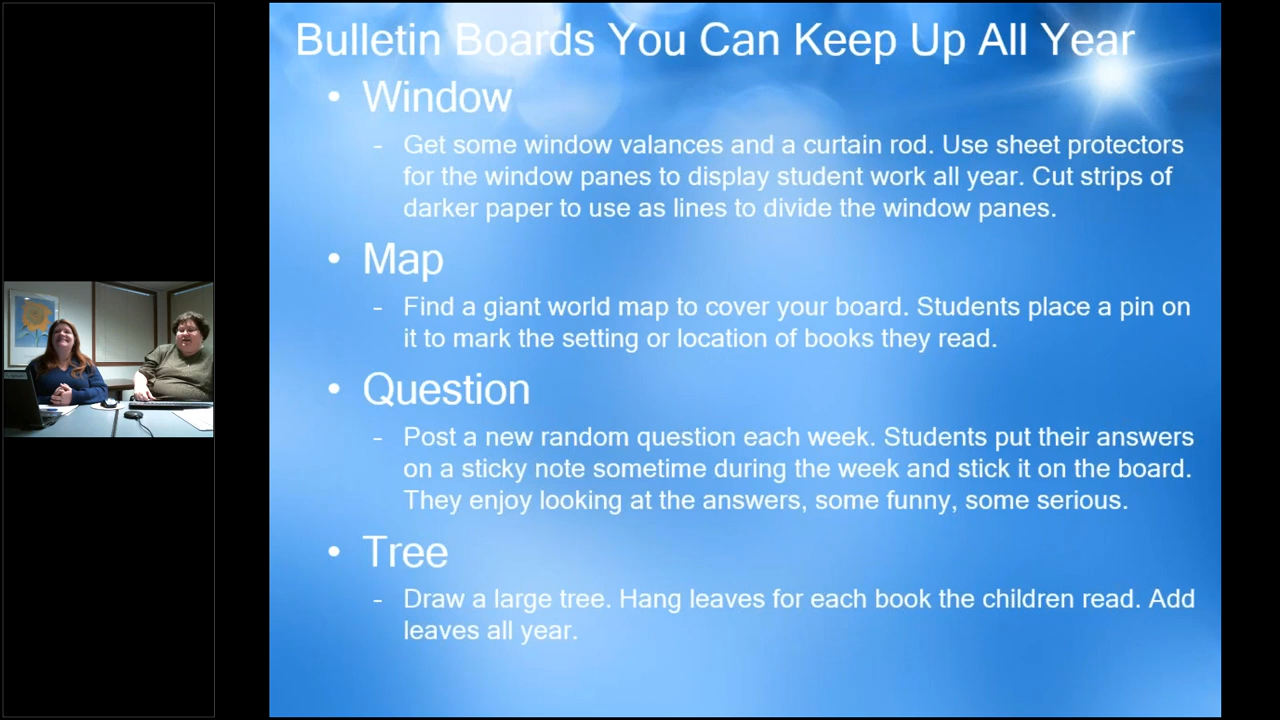 Bulletin Boards You Can Keep Up All Year
• Window
- Get some window valances and a curtain rod. Use sheet protectors
for the window panes to display student work all year. Cut strips of
darker paper to use as lines to divide the window panes.
• Map
- Find a giant world map to cover your board. Students place a pin on
it to mark the setting or location of books they read.
• Question
- Post a new random question each week. Students put their answers
on a sticky note sometime during the week and stick it on the board.
They enjoy looking at the answers, some funny, some serious.
• Tree
- Draw a large tree. Hang leaves for each book the children read. Add
leaves all year.